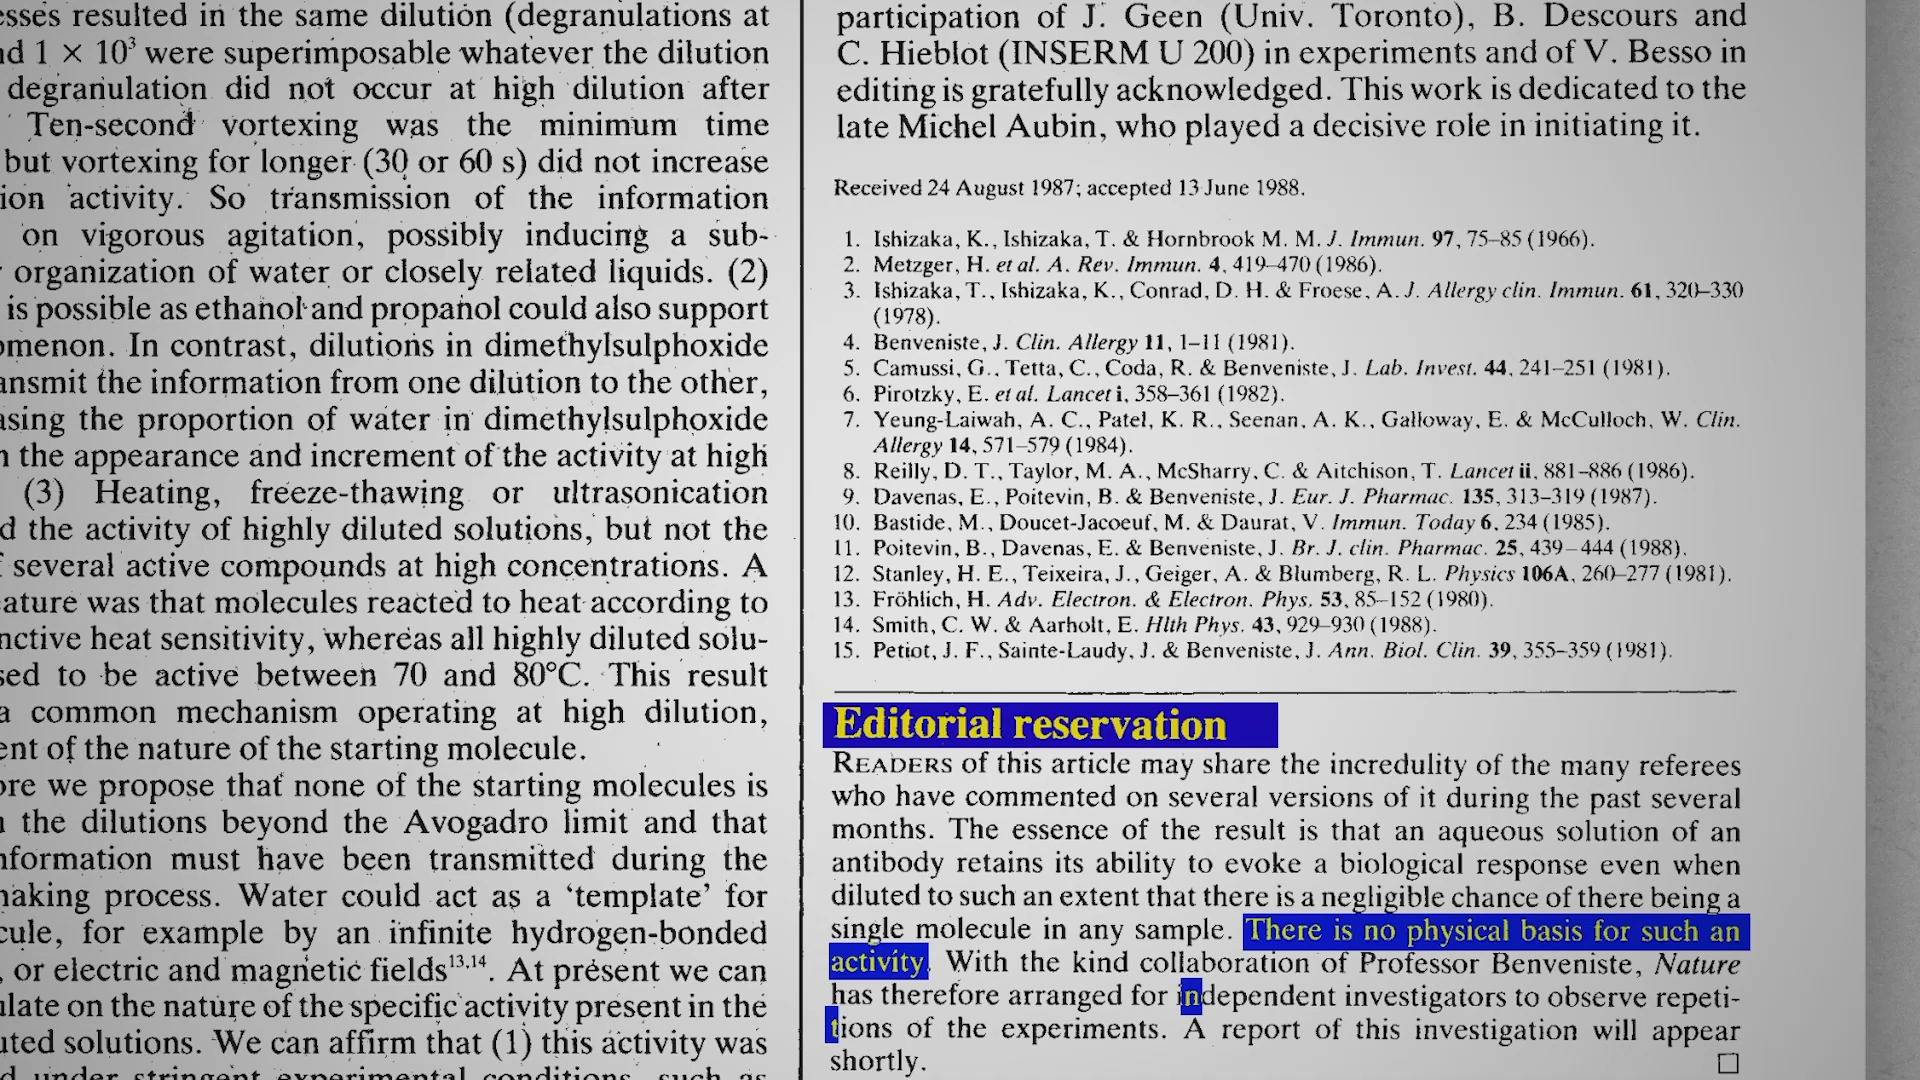 esses resulted in the same dilution (degranulations at
nd 1 × 10³ were superimposable whatever the dilution
degranulation did not occur at high dilution after
Ten-second vortexing was the minimum time
but vortexing for longer (30 or 60 s) did not increase
ion activity. So transmission of the information
on vigorous agitation, possibly inducing a sub-
organization of water or closely related liquids. (2)
is possible as ethanol and propanol could also support
omenon. In contrast, dilutions in dimethylsulphoxide
ansmit the information from one dilution to the other,
asing the proportion of water in dimethylsulphoxide
the appearance and increment of the activity at high
(3) Heating, freeze-thawing or ultrasonication
d the activity of highly diluted solutions, but not the
several active compounds at high concentrations. A
ature was that molecules reacted to heat according to
nctive heat sensitivity, whereas all highly diluted solu-
sed to be active between 70 and 80°C. This result
a common mechanism operating at high dilution,
ent of the nature of the starting molecule.
ore we propose that none of the starting molecules is
the dilutions beyond the Avogadro limit and that
nformation must have been transmitted during the
making process. Water could act as a 'template' for
cule, for example by an infinite hydrogen-bonded
, or electric and magnetic fields¹³,¹⁴. At present we can
ulate on the nature of the specific activity present in the
uted solutions. We can affirm that (1) this activity was
d under stringent experimental conditions, such as
participation of J. Geen (Univ. Toronto), B. Descours and
C. Hieblot (INSERM U 200) in experiments and of V. Besso in
editing is gratefully acknowledged. This work is dedicated to the
late Michel Aubin, who played a decisive role in initiating it.
Received 24 August 1987; accepted 13 June 1988.
1. Ishizaka, K., Ishizaka, T. & Hornbrook M. M. J. Immun. 97, 75–85 (1966).
2. Metzger, H. et al. A. Rev. Immun. 4, 419–470 (1986).
3. Ishizaka, T., Ishizaka, K., Conrad, D. H. & Froese, A. J. Allergy clin. Immun. 61, 320–330
(1978).
4. Benveniste, J. Clin. Allergy 11, 1–11 (1981).
5. Camussi, G., Tetta, C., Coda, R. & Benveniste, J. Lab. Invest. 44, 241–251 (1981).
6. Pirotzky, E. et al. Lancet i, 358–361 (1982).
7. Yeung-Laiwah, A. C., Patel, K. R., Seenan, A. K., Galloway, E. & McCulloch, W. Clin.
Allergy 14, 571–579 (1984).
8. Reilly, D. T., Taylor, M. A., McSharry, C. & Aitchison, T. Lancet ii, 881–886 (1986).
9. Davenas, E., Poitevin, B. & Benveniste, J. Eur. J. Pharmac. 135, 313–319 (1987).
10. Bastide, M., Doucet-Jacoeuf, M. & Daurat, V. Immun. Today 6, 234 (1985).
11. Poitevin, B., Davenas, E. & Benveniste, J. Br. J. clin. Pharmac. 25, 439–444 (1988).
12. Stanley, H. E., Teixeira, J., Geiger, A. & Blumberg, R. L. Physics 106A, 260–277 (1981).
13. Fröhlich, H. Adv. Electron. & Electron. Phys. 53, 85–152 (1980).
14. Smith, C. W. & Aarholt, E. Hlth Phys. 43, 929–930 (1988).
15. Petiot, J. F., Sainte-Laudy, J. & Benveniste, J. Ann. Biol. Clin. 39, 355–359 (1981).
Editorial reservation
READERS of this article may share the incredulity of the many referees
who have commented on several versions of it during the past several
months. The essence of the result is that an aqueous solution of an
antibody retains its ability to evoke a biological response even when
diluted to such an extent that there is a negligible chance of there being a
single molecule in any sample. There is no physical basis for such an
activity. With the kind collaboration of Professor Benveniste, Nature
has therefore arranged for independent investigators to observe repeti-
tions of the experiments. A report of this investigation will appear
shortly.